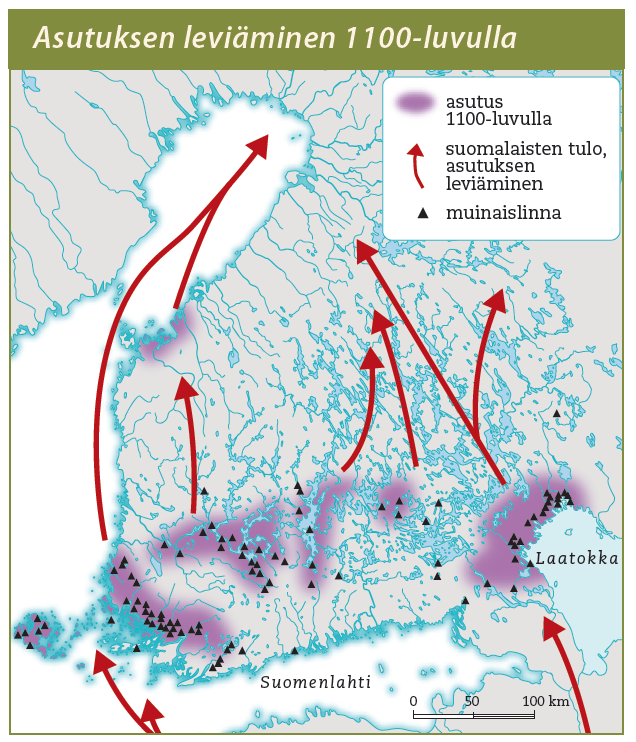 Asutuksen leviäminen 1100-luvulla
asutus
1100-luvulla
suomalaisten tulo,
asutuksen
leviäminen
muinaislinna
Laatokka
Suomenlahti
0 50 100 km